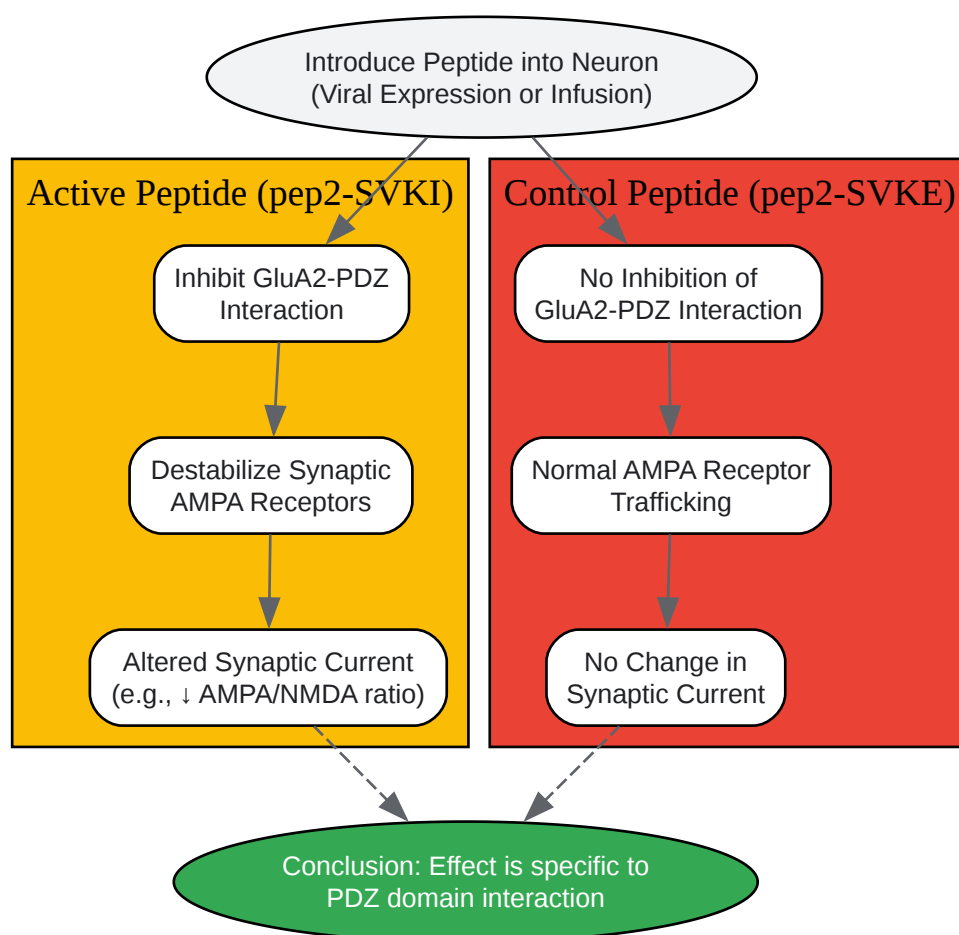 Introduce Peptide into Neuron
(Viral Expression or Infusion)
Active Peptide (pep2-SVKI)
Inhibit GluA2-PDZ
Interaction
Destabilize Synaptic
AMPA Receptors
Altered Synaptic Current
(e.g., ↓ AMPA/NMDA ratio)
Control Peptide (pep2-SVKE)
No Inhibition of
GluA2-PDZ Interaction
Normal AMPA Receptor
Trafficking
No Change in
Synaptic Current
Conclusion: Effect is specific to
PDZ domain interaction